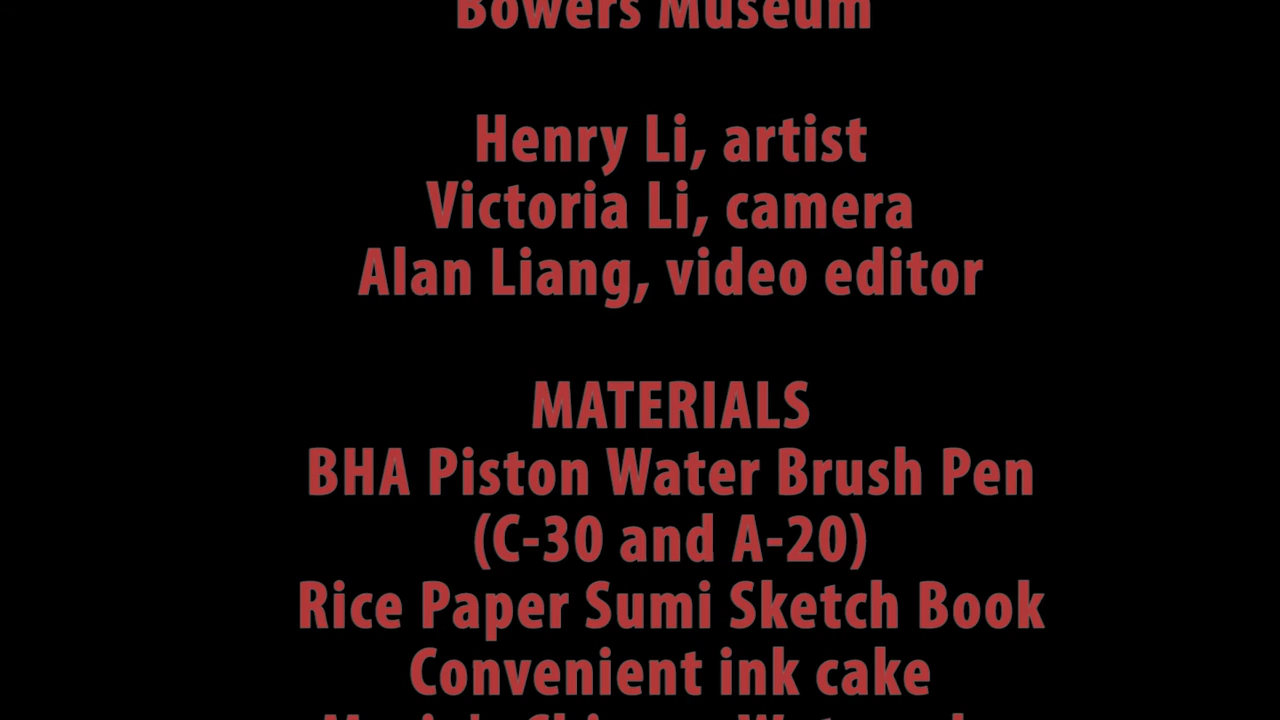 Bowers Museum
Henry Li, artist
Victoria Li, camera
Alan Liang, video editor
MATERIALS
BHA Piston Water Brush Pen
(C-30 and A-20)
Rice Paper Sumi Sketch Book
Convenient ink cake